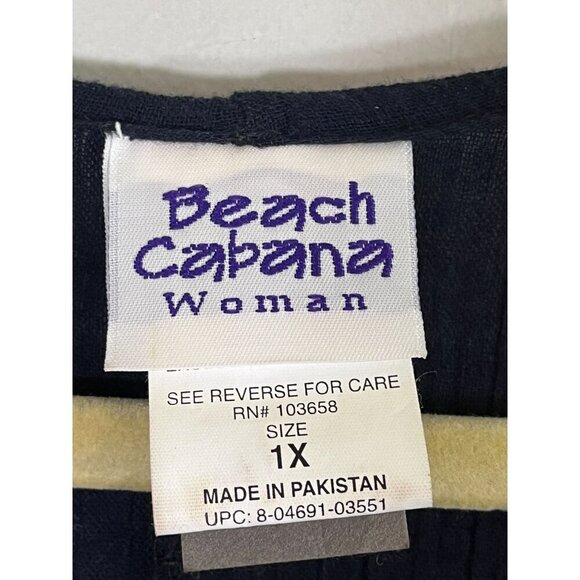 Beach
Cabana
Woman
SEE REVERSE FOR CARE
RN# 103658
SIZE
1X
MADE IN PAKISTAN
UPC: 8-04691-03551